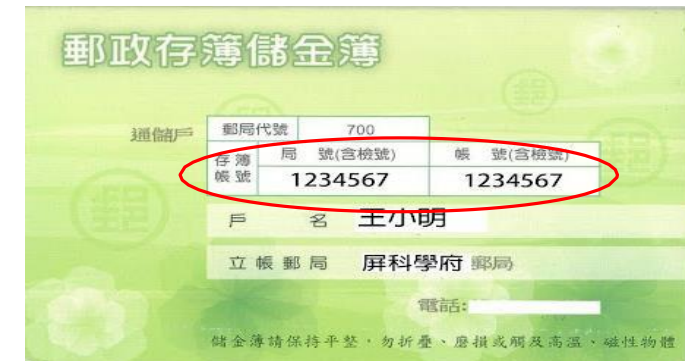 郵政存簿儲金簿
通儲戶
郵局代號 700
存簿帳號
局 號(含檢號) 帳 號(含檢號)
1234567 1234567
戶 名 王小明
立帳郵局 屏科學府 郵局
電話:
儲金簿請保持平整,勿折疊、磨損或觸及高溫、磁性物體
郵
郵
郵